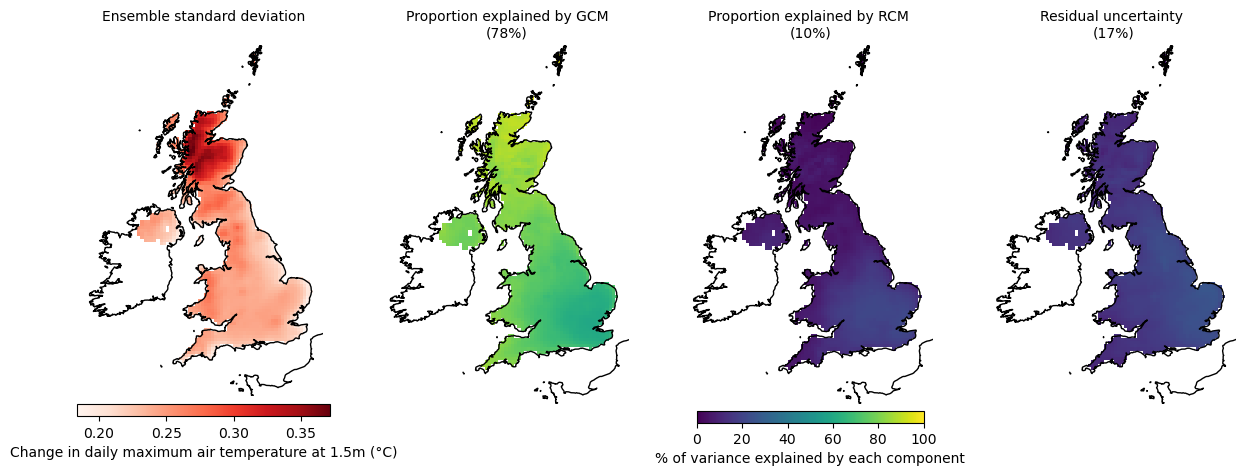 Ensemble standard deviation
Proportion explained by GCM
(78%)
Proportion explained by RCM
(10%)
Residual uncertainty
(17%)
0.20 0.25 0.30 0.35
Change in daily maximum air temperature at 1.5m (°C)
0 20 40 60 80 100
% of variance explained by each component